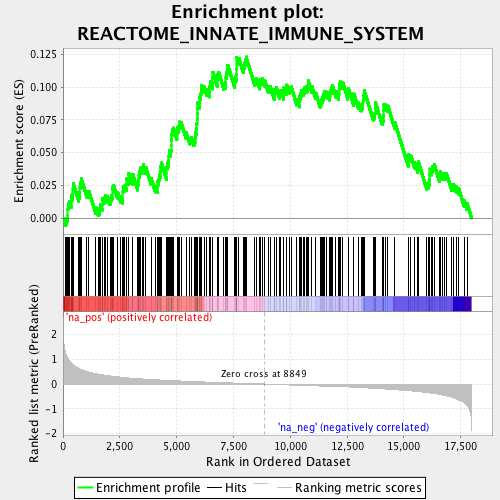 Enrichment plot:
REACTOME_INNATE_IMMUNE_SYSTEM
Enrichment score (ES)
0.125
0.100
0.075
0.050
0.025
0.000
'na_pos' (positively correlated)
Ranked list metric (PreRanked)
2
1
0
-1
-2
Zero cross at 8849
'na_neg' (negatively correlated)
0
2,500
5,000
7,500
10,000
12,500
15,000
17,500
Rank in Ordered Dataset
Enrichment profile
Hits
Ranking metric scores